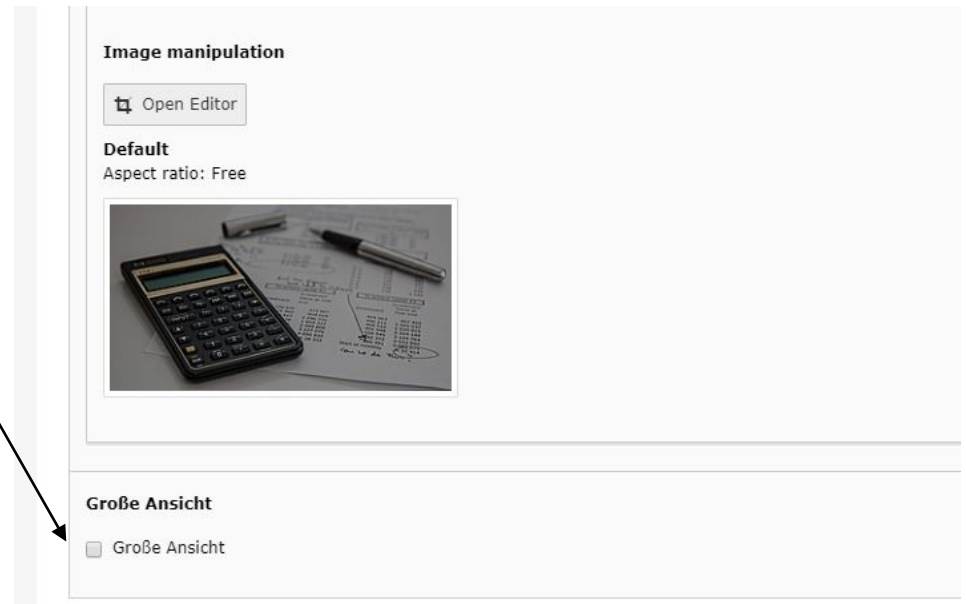 Image manipulation
Open Editor
Default
Aspect ratio: Free
Große Ansicht
Große Ansicht